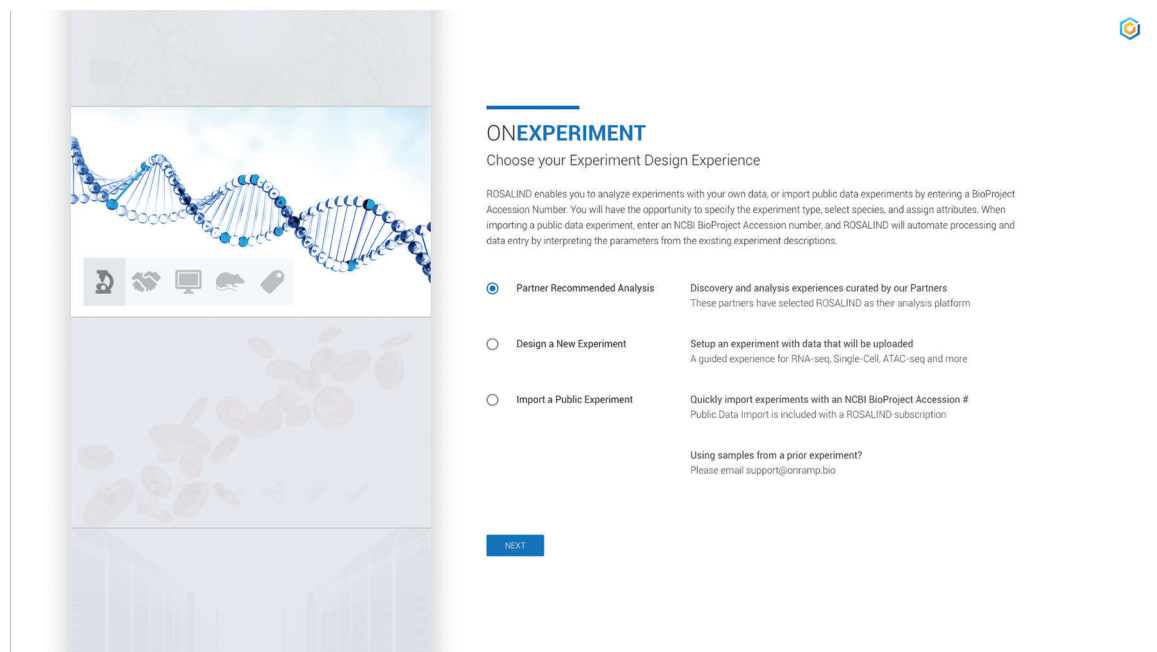 ONEXPERIMENT
Choose your Experiment Design Experience
ROSALIND enables you to analyze experiments with your own data, or import public data experiments by entering a BioProject
Accession Number. You will have the opportunity to specify the experiment type, select species, and assign attributes. When
importing a public data experiment, enter an NCBI BioProject Accession number, and ROSALIND will automate processing and
data entry by interpreting the parameters from the existing experiment descriptions.
Partner Recommended Analysis
Discovery and analysis experiences curated by our Partners
These partners have selected ROSALIND as their analysis platform
Design a New Experiment
Setup an experiment with data that will be uploaded
A guided experience for RNA-seq, Single-Cell, ATAC-seq and more
Import a Public Experiment
Quickly import experiments with an NCBI BioProject Accession #
Public Data Import is included with a ROSALIND subscription
Using samples from a prior experiment?
Please email support@onramp.bio
NEXT